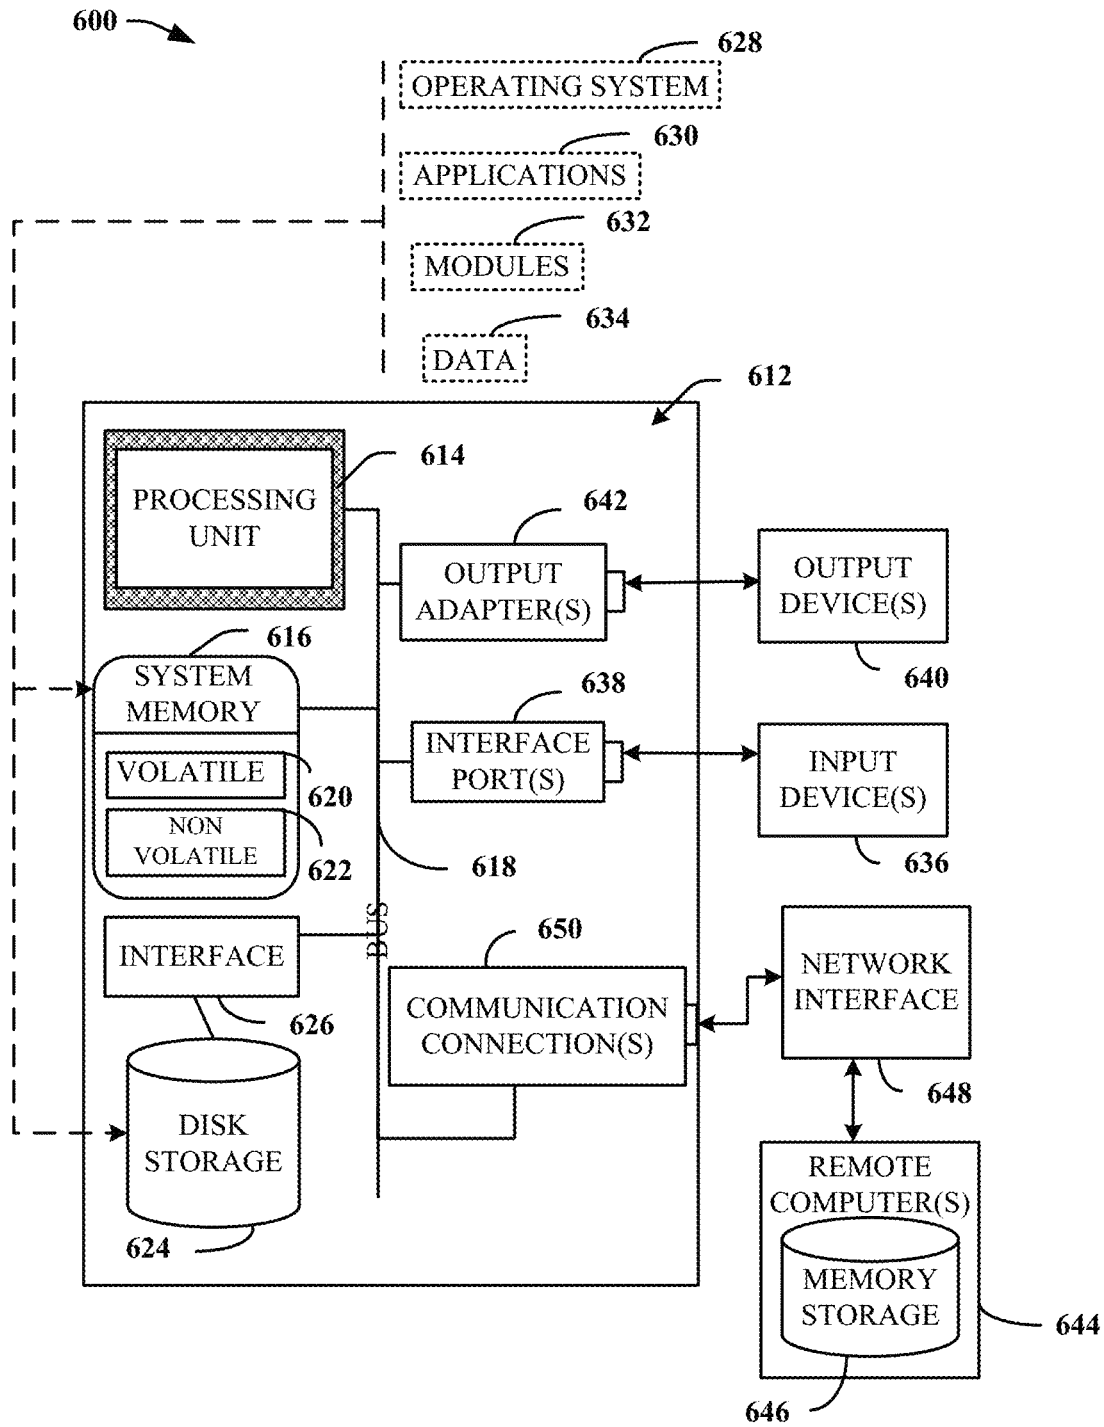 600
628
OPERATING SYSTEM
630
APPLICATIONS
632
MODULES
634
DATA
612
614
PROCESSING
UNIT
642
OUTPUT
ADAPTER(S)
OUTPUT
DEVICE(S)
640
616
SYSTEM
MEMORY
VOLATILE
620
NON
VOLATILE
622
638
INTERFACE
PORT(S)
INPUT
DEVICE(S)
636
618
BUS
INTERFACE
626
650
COMMUNICATION
CONNECTION(S)
NETWORK
INTERFACE
648
DISK
STORAGE
624
REMOTE
COMPUTER(S)
MEMORY
STORAGE
644
646